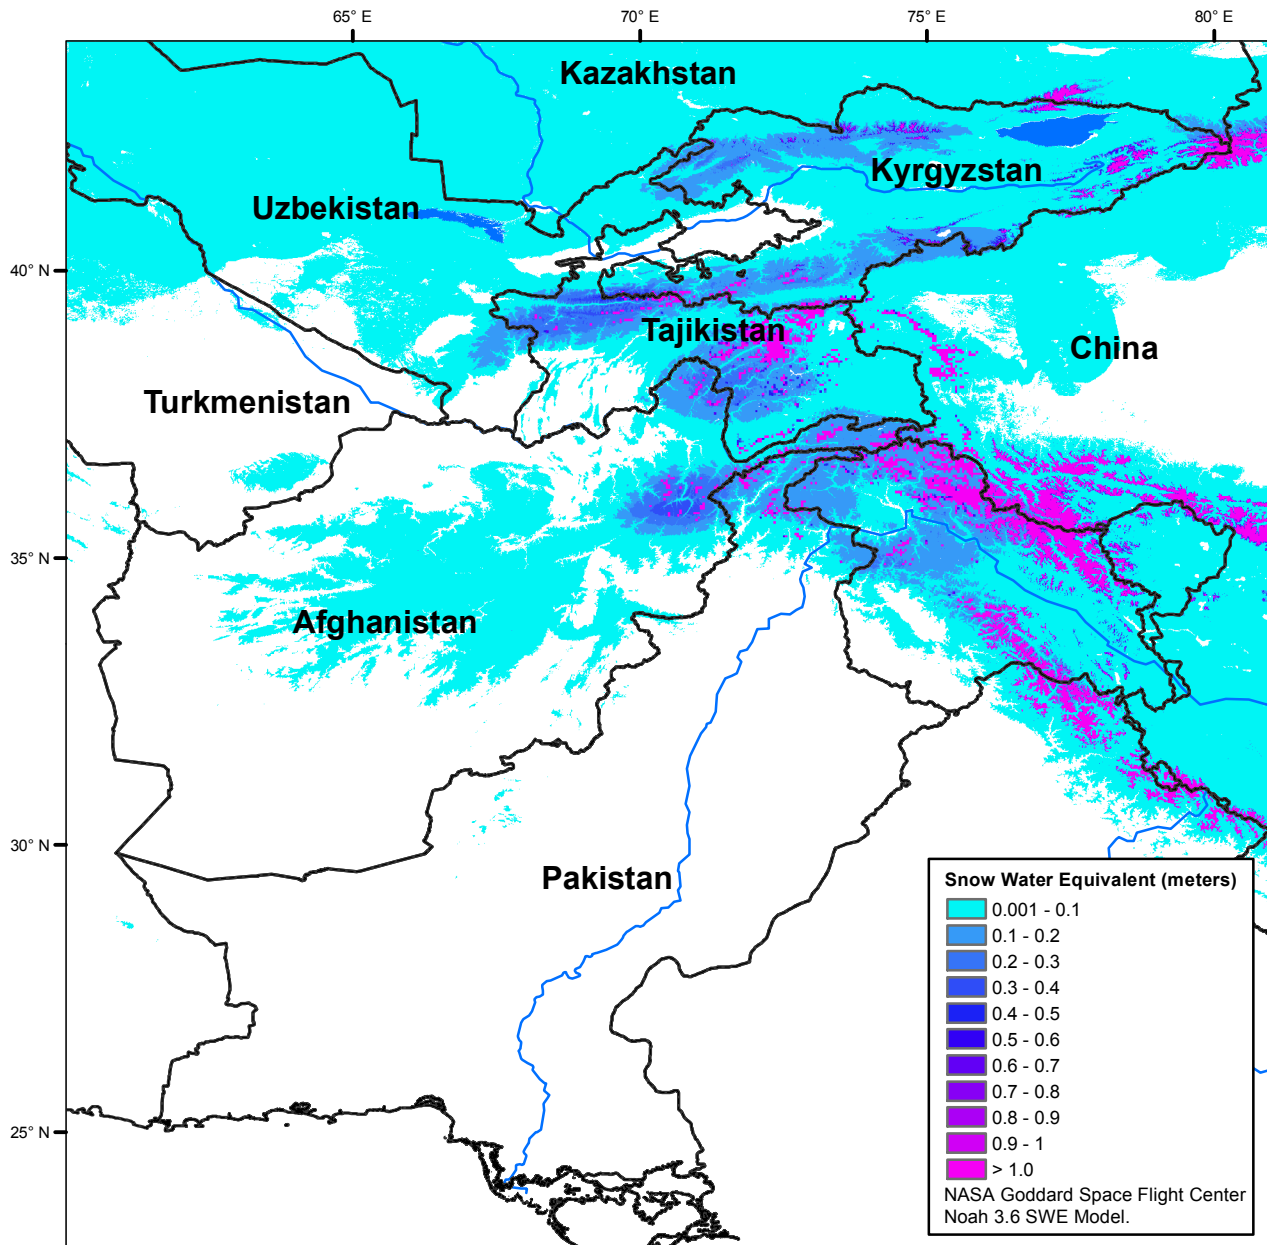 65° E
70° E
75° E
80° E
Kazakhstan
Kyrgyzstan
Uzbekistan
40° N
Tajikistan
China
Turkmenistan
35° N
Afghanistan
30° N
Pakistan
25° N
Snow Water Equivalent (meters)
0.001 - 0.1
0.1 - 0.2
0.2 - 0.3
0.3 - 0.4
0.4 - 0.5
0.5 - 0.6
0.6 - 0.7
0.7 - 0.8
0.8 - 0.9
0.9 - 1
> 1.0
NASA Goddard Space Flight Center
Noah 3.6 SWE Model.